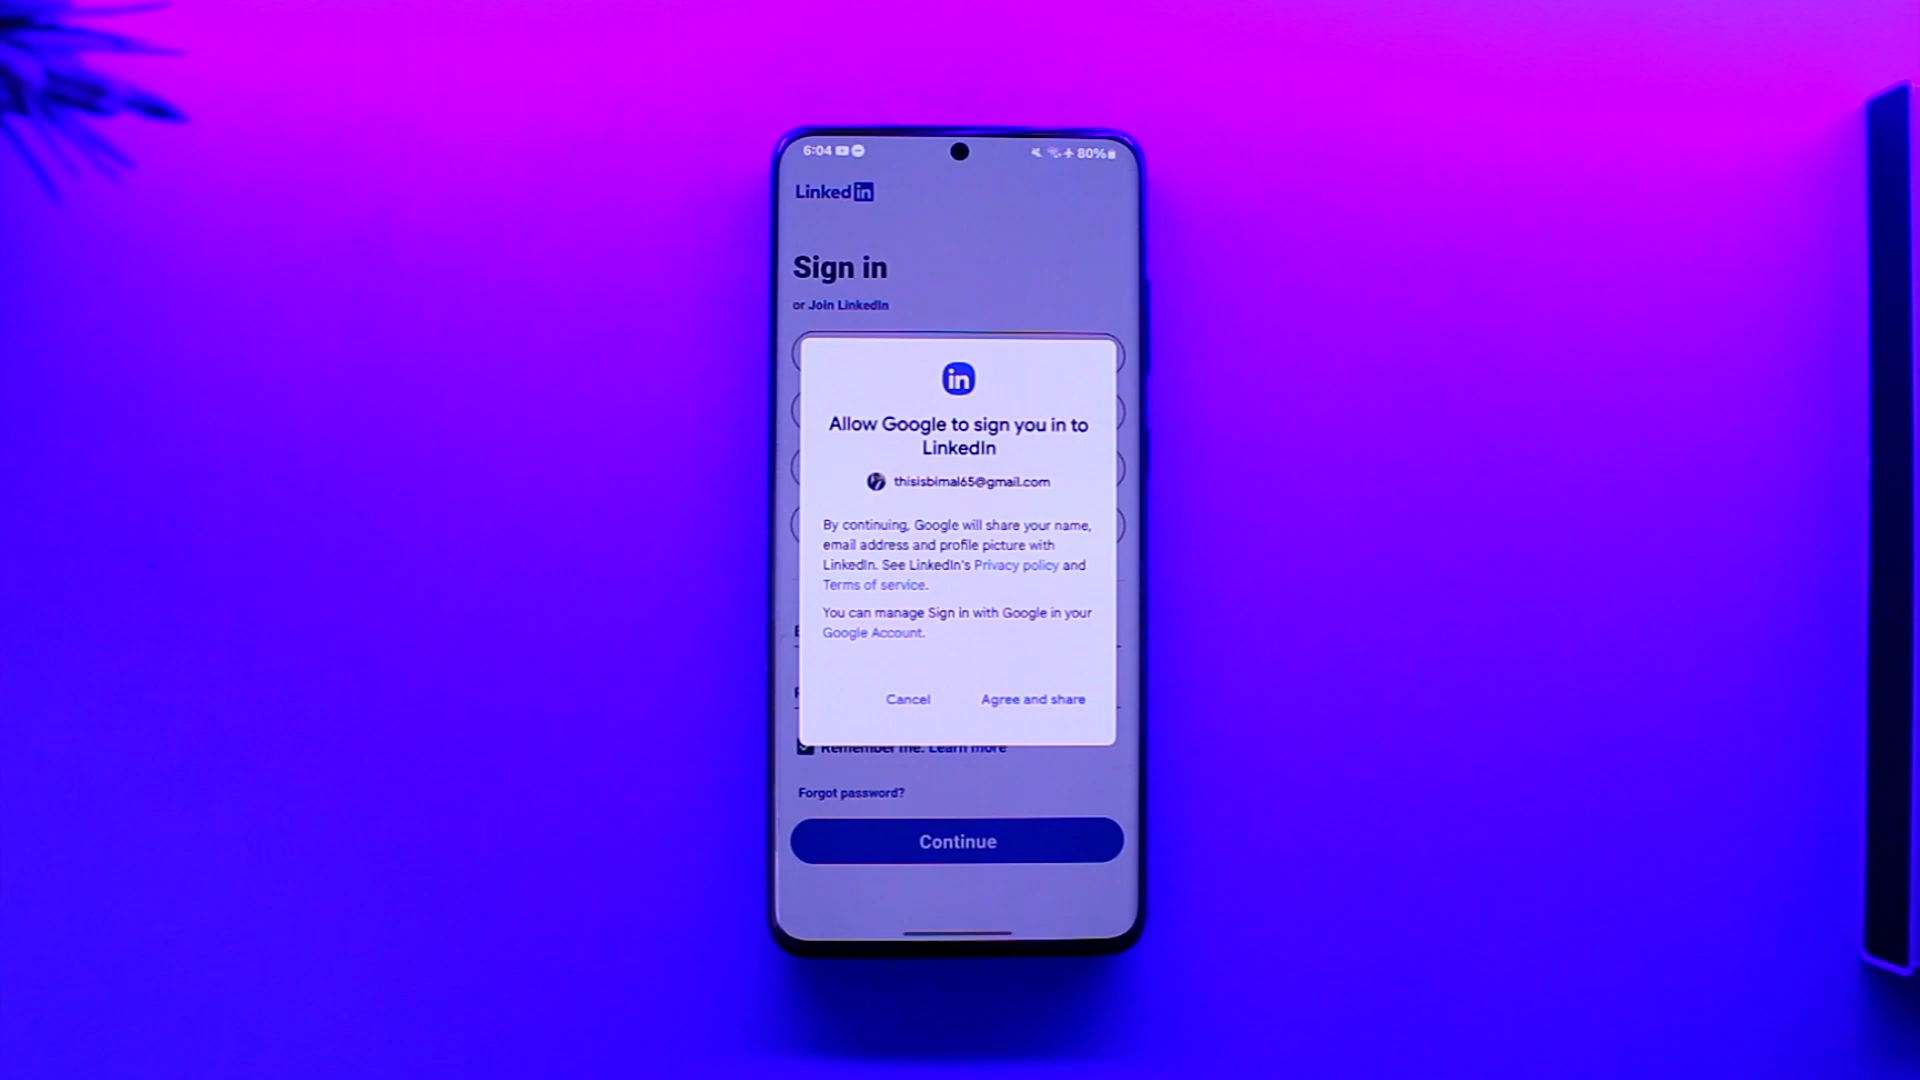 6:04
80%
Linked in
Sign in
or Join LinkedIn
in
Allow Google to sign you in to
LinkedIn
thisisbimal65@gmail.com
By continuing, Google will share your name,
email address and profile picture with
LinkedIn. See LinkedIn's Privacy policy and
Terms of service.
You can manage Sign in with Google in your
Google Account.
Cancel
Agree and share
Remember me. Learn more
Forgot password?
Continue